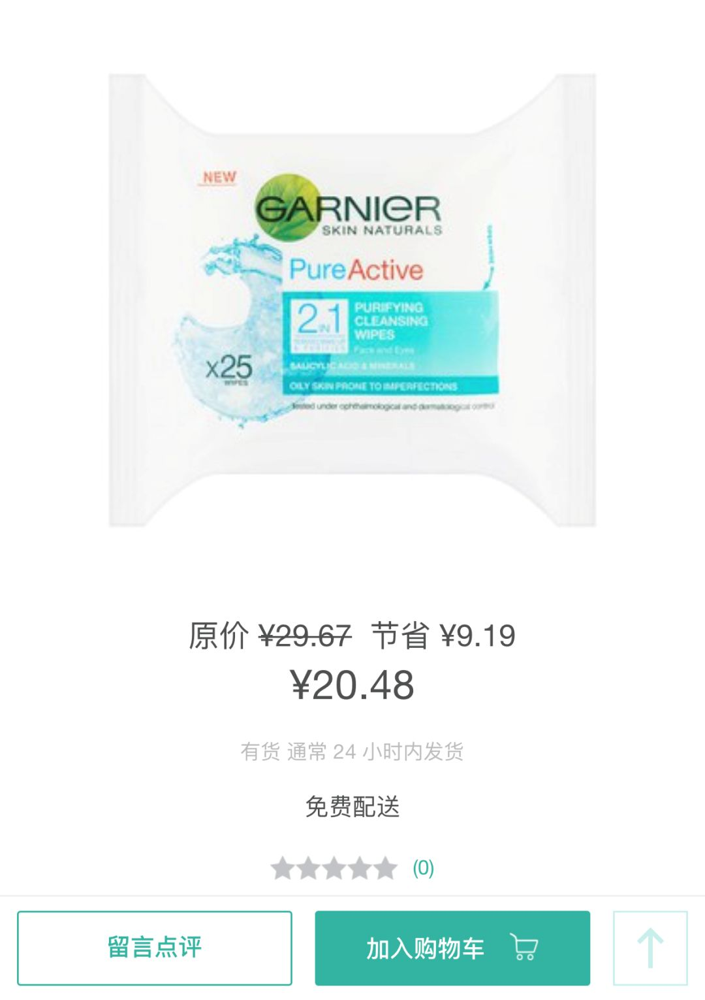 NEW
GARNIER
SKIN NATURALS
PureActive
2 IN 1
PURIFYING
CLEANSING
WIPES
Face and Eyes
SALICYLIC ACID & MINERALS
x25
WIPES
OILY SKIN PRONE TO IMPERFECTIONS
Tested under ophthalmological and dermatological control
原价 ¥29.67 节省 ¥9.19
¥20.48
有货 通常 24 小时内发货
免费配送
(0)
留言点评
加入购物车